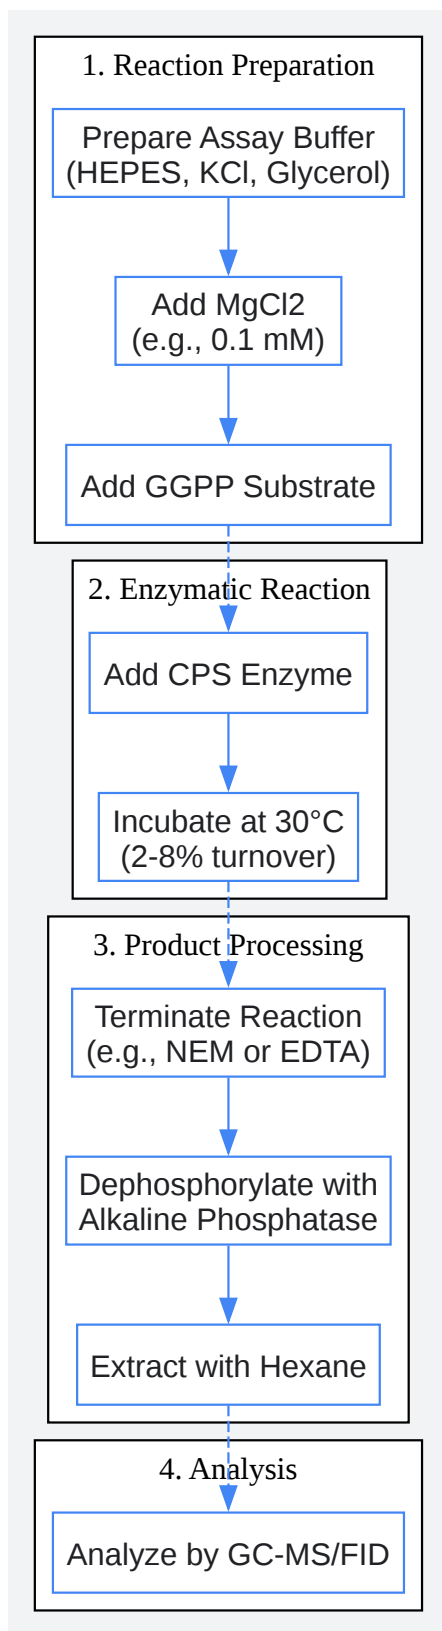 1. Reaction Preparation
Prepare Assay Buffer
(HEPES, KCl, Glycerol)
Add MgCl2
(e.g., 0.1 mM)
Add GGPP Substrate
2. Enzymatic Reaction
Add CPS Enzyme
Incubate at 30°C
(2-8% turnover)
3. Product Processing
Terminate Reaction
(e.g., NEM or EDTA)
Dephosphorylate with
Alkaline Phosphatase
Extract with Hexane
4. Analysis
Analyze by GC-MS/FID